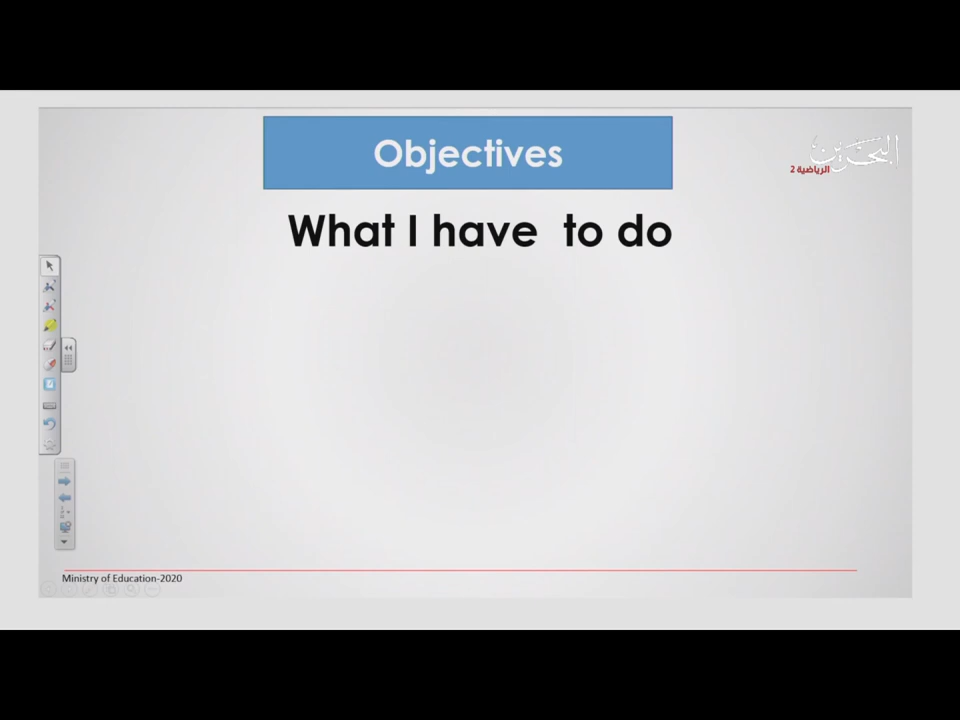 Objectives
البحرين
الرياضية 2
What I have  to do
Ministry of Education-2020